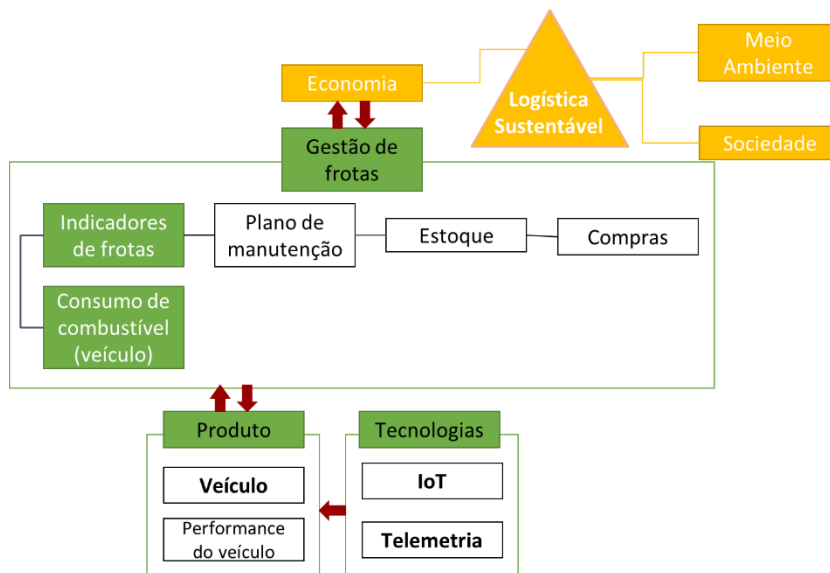 Meio
Ambiente
Economia
Logística
Sustentável
Sociedade
Gestão de
frotas
Indicadores
de frotas
Plano de
manutenção
Estoque
Compras
Consumo de
combustível
(veículo)
Produto
Tecnologias
Veículo
IoT
Performance
do veículo
Telemetria